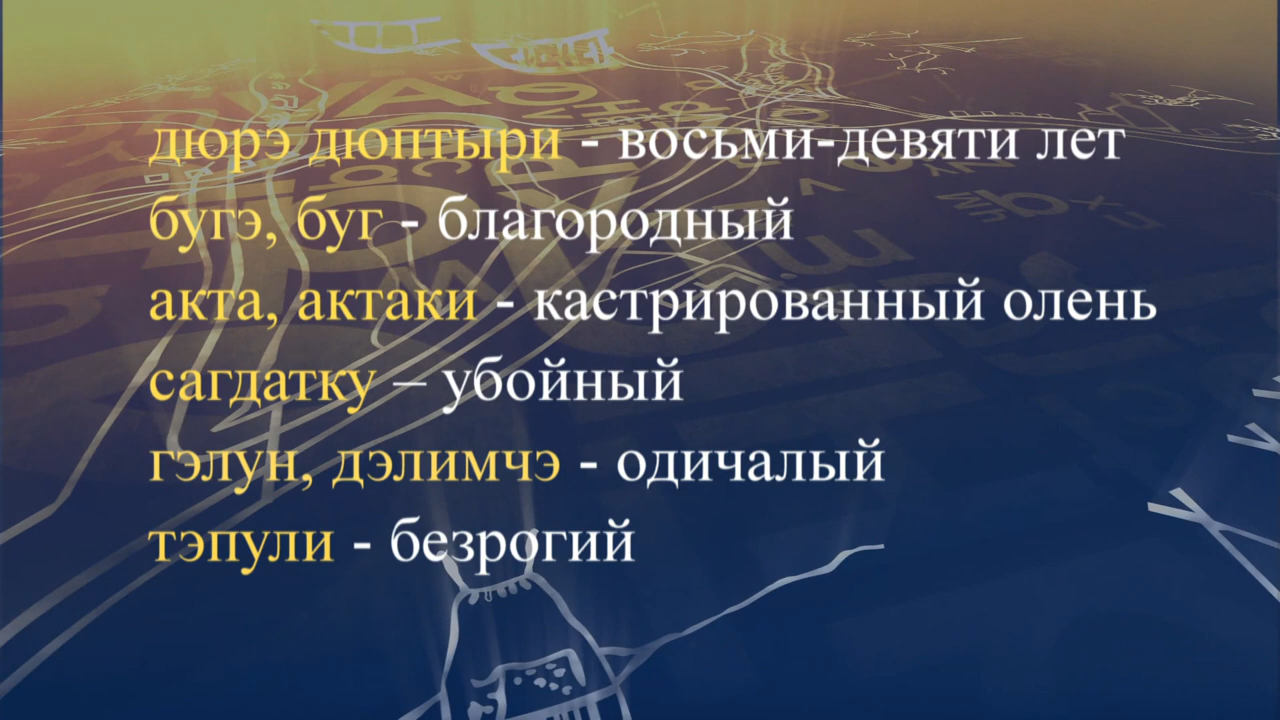 дюрэ дюптыри - восьми-девяти лет
бугэ, буг - благородный
акта, актаки - кастрированный олень
сагдатку – убойный
гэлун, дэлимчэ - одичалый
тэпули - безрогий